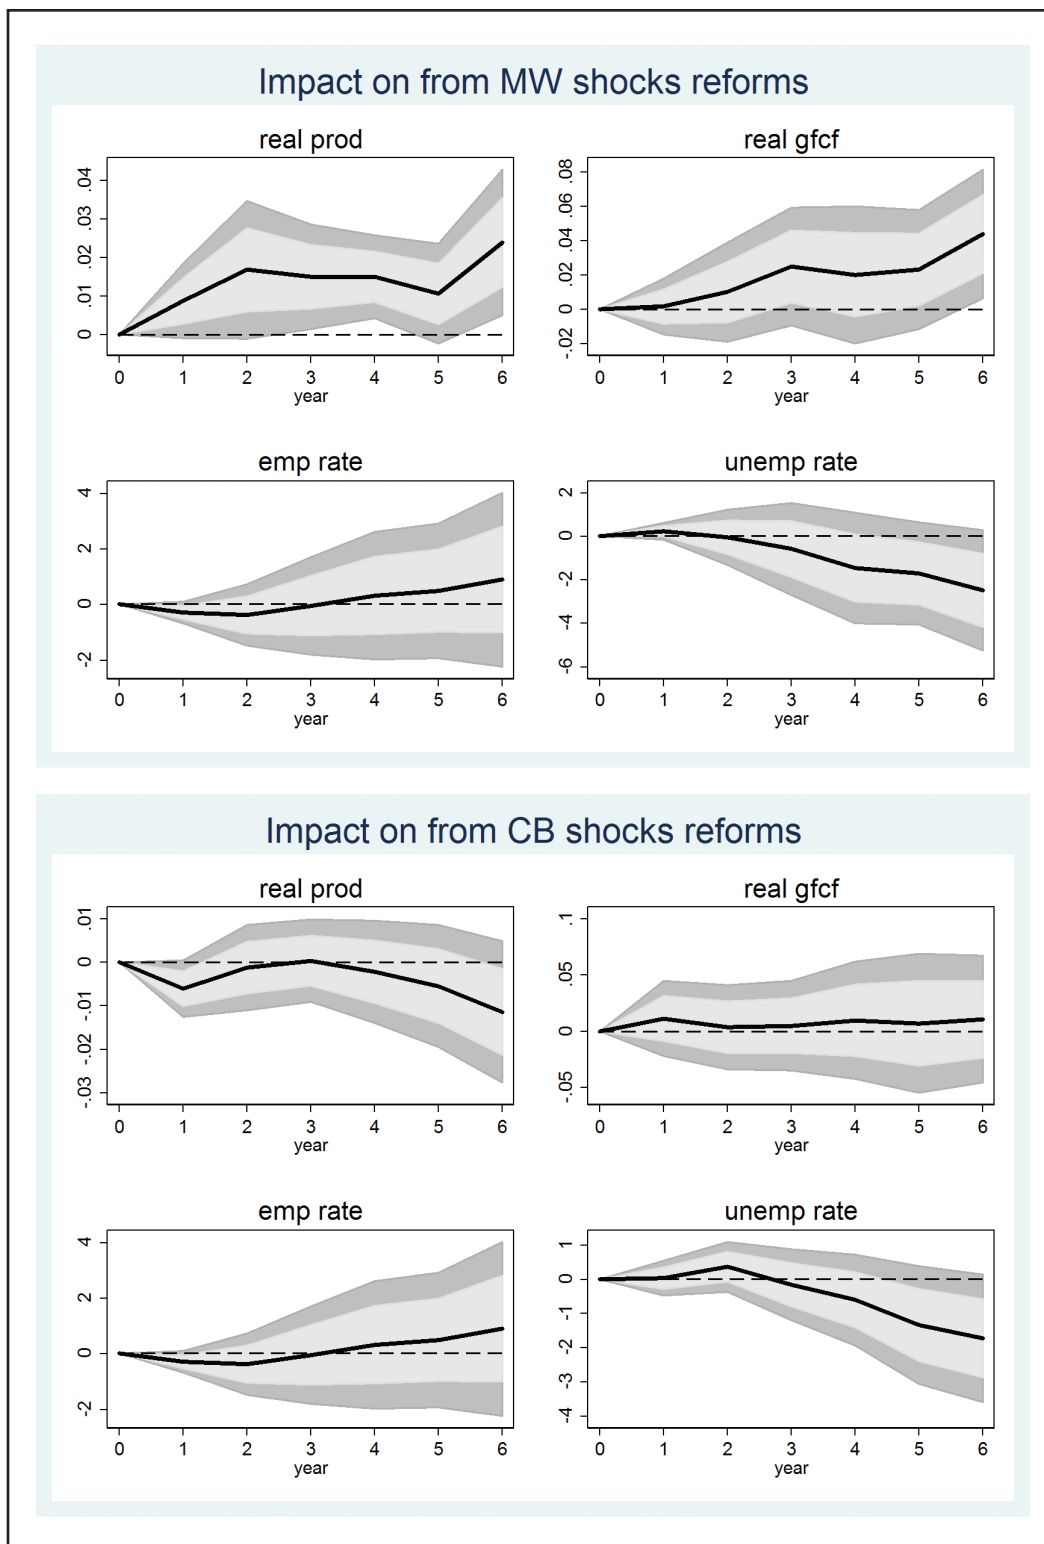 Impact on from MW shocks reforms
real prod
.04
.03
.02
.01
0
0 1 2 3 4 5 6
year
real gfcf
.08
.06
.04
.02
0
-.02
0 1 2 3 4 5 6
year
emp rate
4
2
0
-2
0 1 2 3 4 5 6
year
unemp rate
2
0
-2
-4
-6
0 1 2 3 4 5 6
year
Impact on from CB shocks reforms
real prod
.01
0
-.01
-.02
-.03
0 1 2 3 4 5 6
year
real gfcf
.1
.05
0
-.05
0 1 2 3 4 5 6
year
emp rate
4
2
0
-2
0 1 2 3 4 5 6
year
unemp rate
1
0
-1
-2
-3
-4
0 1 2 3 4 5 6
year